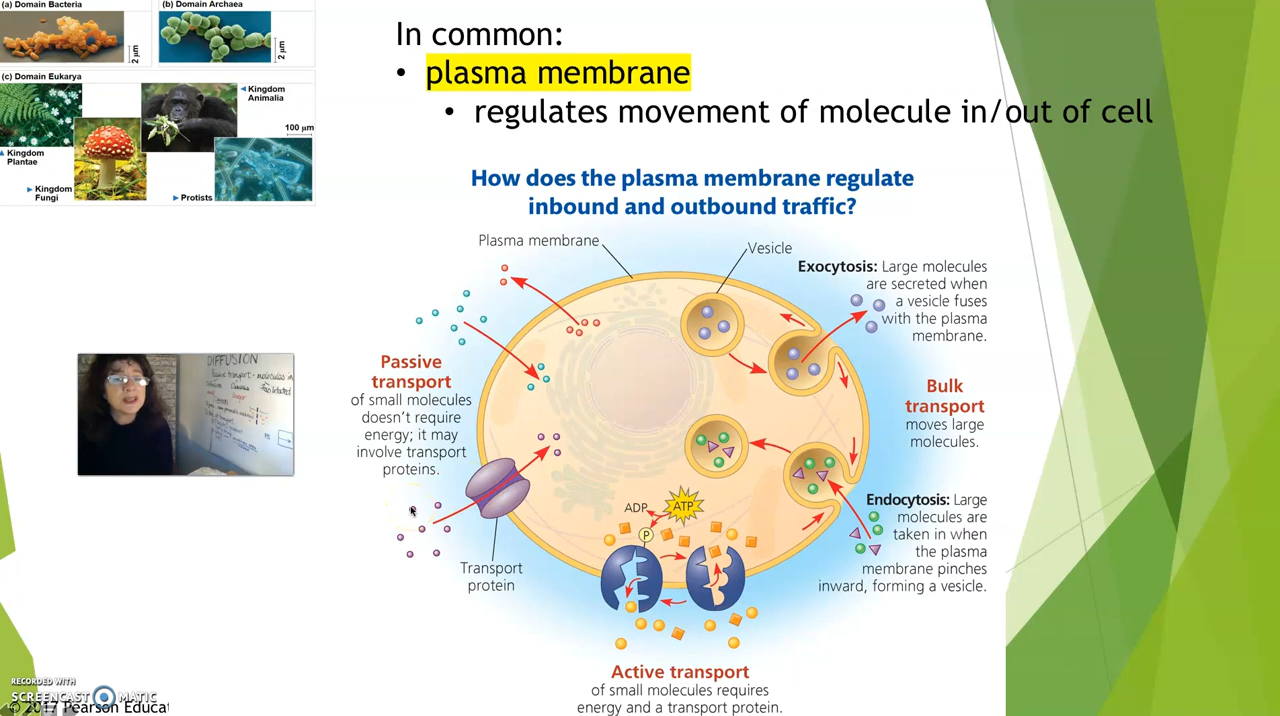 (a) Domain Bacteria
2 μm
(b) Domain Archaea
2 μm
(c) Domain Eukarya
Kingdom
Animalia
100 μm
Kingdom
Plantae
Kingdom
Fungi
Protists
In common:
• plasma membrane
• regulates movement of molecule in/out of cell
How does the plasma membrane regulate
inbound and outbound traffic?
Plasma membrane
Vesicle
Exocytosis: Large molecules
are secreted when
a vesicle fuses
with the plasma
membrane.
Passive
transport
of small molecules
doesn't require
energy; it may
involve transport
proteins.
Bulk
transport
moves large
molecules.
Endocytosis: Large
molecules are
taken in when
the plasma
membrane pinches
inward, forming a vesicle.
ADP
ATP
P
Transport
protein
Active transport
of small molecules requires
energy and a transport protein.
DIFFUSION
Passive transport - molecules in
RECORDED WITH
SCREENCAST MATIC
© 2017 Pearson Educat